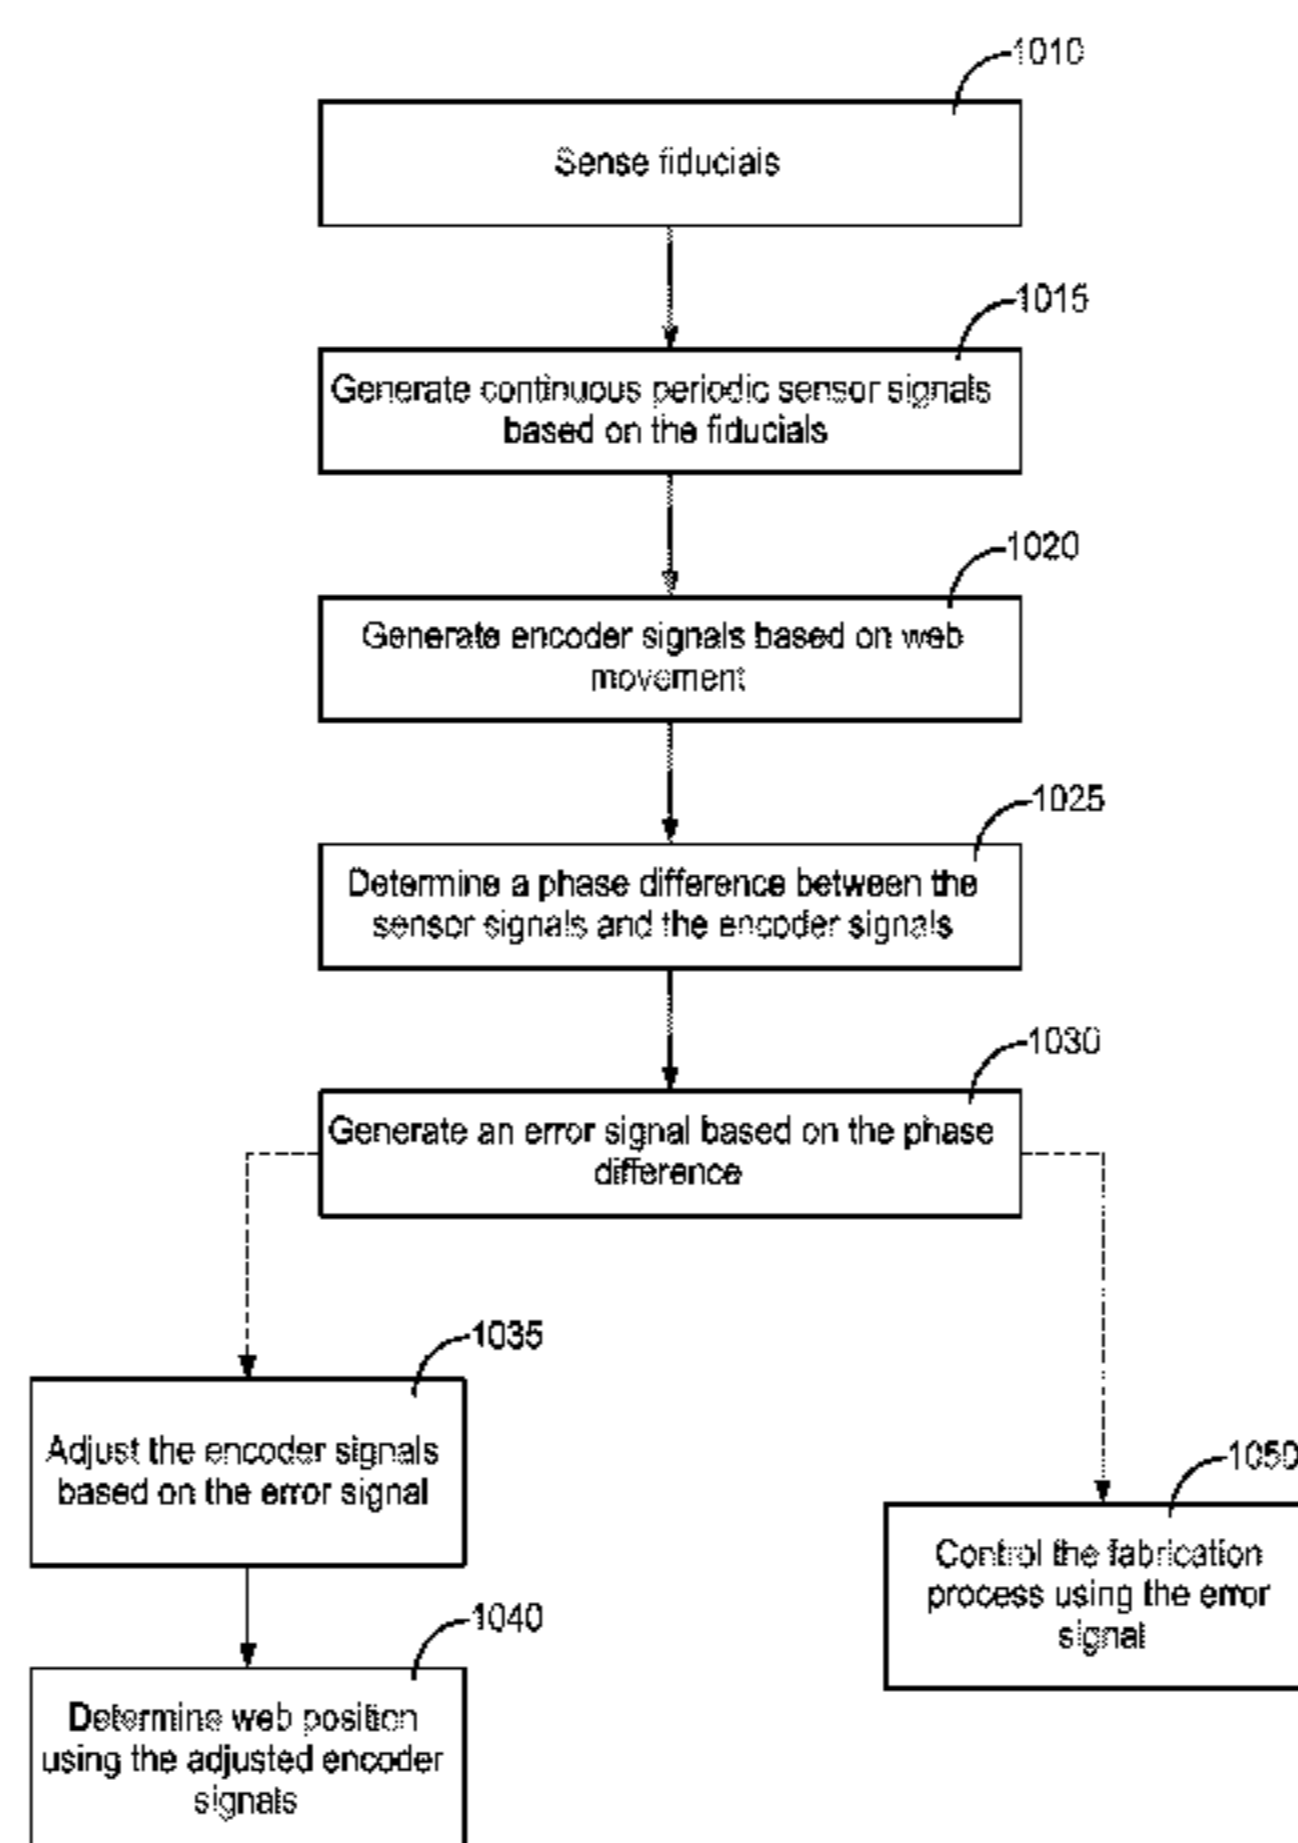 1010
Sense fiducials
1015
Generate continuous periodic sensor signals
based on the fiducials
1020
Generate encoder signals based on web
movement
1025
Determine a phase difference between the
sensor signals and the encoder signals
1030
Generate an error signal based on the phase
difference
1035
Adjust the encoder signals
based on the error signal
1050
Control the fabrication
process using the error
signal
1040
Determine web position
using the adjusted encoder
signals